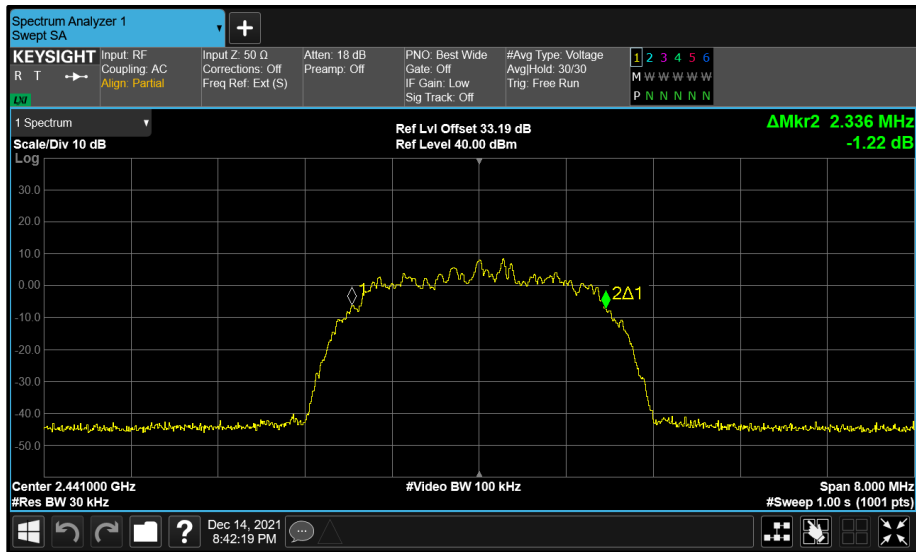 Spectrum Analyzer 1
Swept SA
+
KEYSIGHT
R T
LXI
Input: RF
Coupling: AC
Align: Partial
Input Z: 50 Ω
Corrections: Off
Freq Ref: Ext (S)
Atten: 18 dB
Preamp: Off
PNO: Best Wide
Gate: Off
IF Gain: Low
Sig Track: Off
#Avg Type: Voltage
Avg|Hold: 30/30
Trig: Free Run
1 2 3 4 5 6
M W W W W W
P N N N N N
1 Spectrum
Scale/Div 10 dB
Log
Ref Lvl Offset 33.19 dB
Ref Level 40.00 dBm
ΔMkr2 2.336 MHz
-1.22 dB
30.0
20.0
10.0
0.00
-10.0
-20.0
-30.0
-40.0
-50.0
1
2Δ1
Center 2.441000 GHz
#Res BW 30 kHz
#Video BW 100 kHz
Span 8.000 MHz
#Sweep 1.00 s (1001 pts)
?
Dec 14, 2021
8:42:19 PM